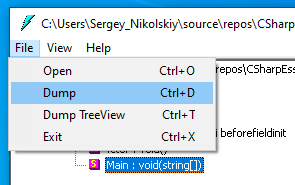 C:\Users\Sergey_Nikolskiy\source\repos\CSharpEss
File View Help
Open Ctrl+O
repos\CSharpEss
Dump Ctrl+D
Dump TreeView Ctrl+T
Exit Ctrl+X
beforefieldinit
Main : void(string[])